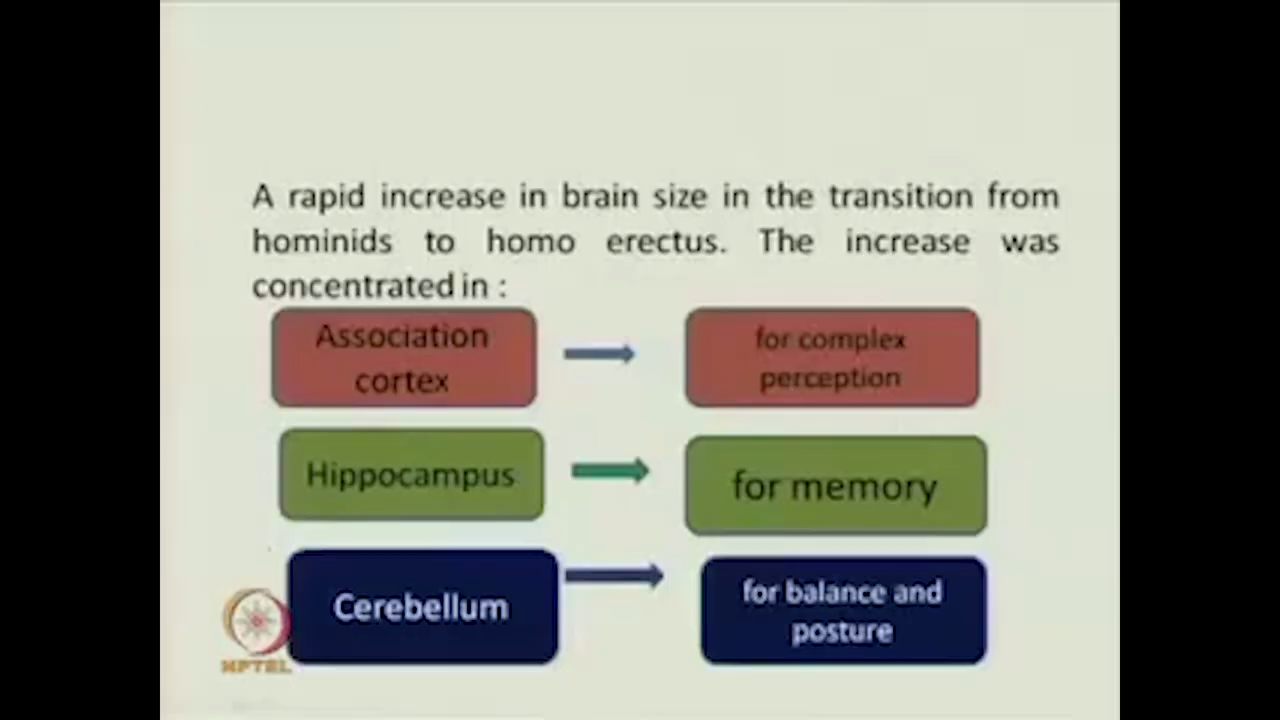 A rapid increase in brain size in the transition from
hominids to homo erectus. The increase was
concentrated in :
Association
cortex
for complex
perception
Hippocampus
for memory
Cerebellum
for balance and
posture
NPTEL